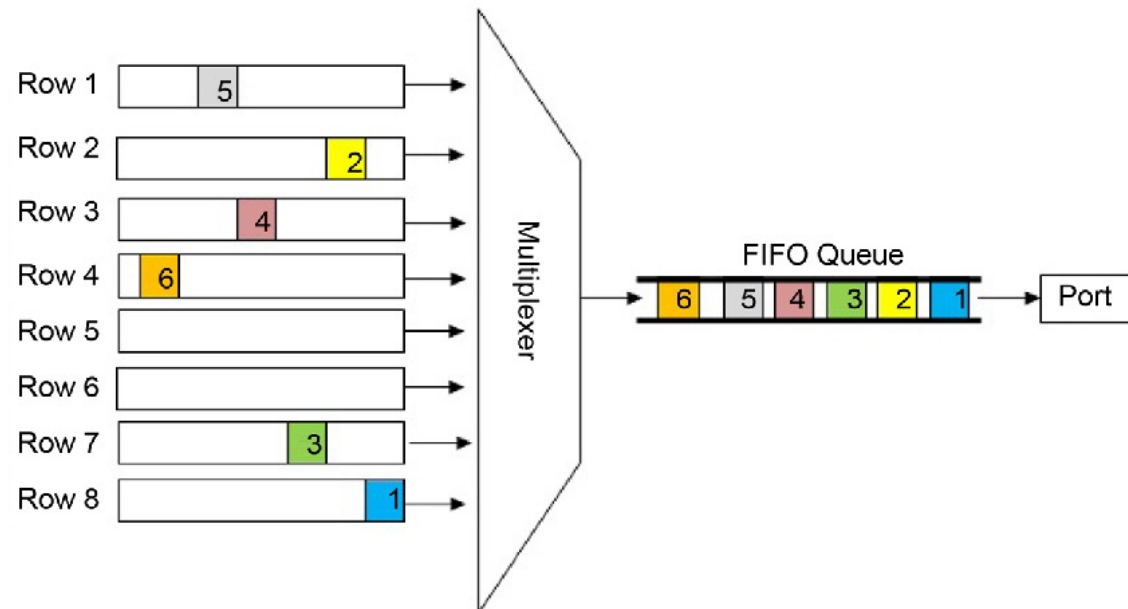 Row 1 5
Row 2 2
Row 3 4
Row 4 6
Row 5
Row 6
Row 7 3
Row 8 1
Multiplexer
FIFO Queue
6 5 4 3 2 1
Port